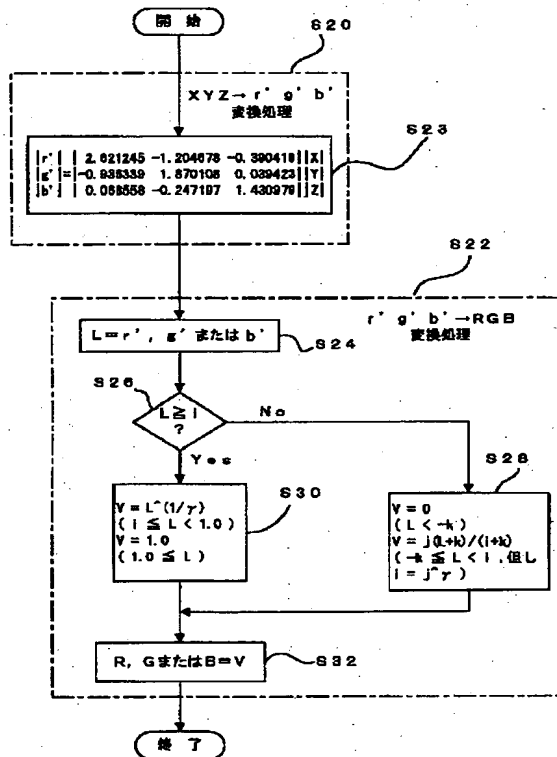 開 始
S20
XYZ→r' g' b'
変換処理
S23
|r'| | 2.621245 -1.204678 -0.390418||X|
|g'|=|-0.936339 1.870108 0.039423||Y|
|b'| | 0.068558 -0.247197 1.430979||Z|
S22
r' g' b'→RGB
変換処理
L=r', g' または b'
S24
S26
L≧i
?
No
Yes
S28
S30
V=L^(1/γ)
(i≦L<1.0)
V=1.0
(1.0≦L)
V=0
(L<-k)
V=j(L+k)/(i+k)
(-k≦L<i,但し
i=j^γ)
R, GまたはB=V
S32
終 了